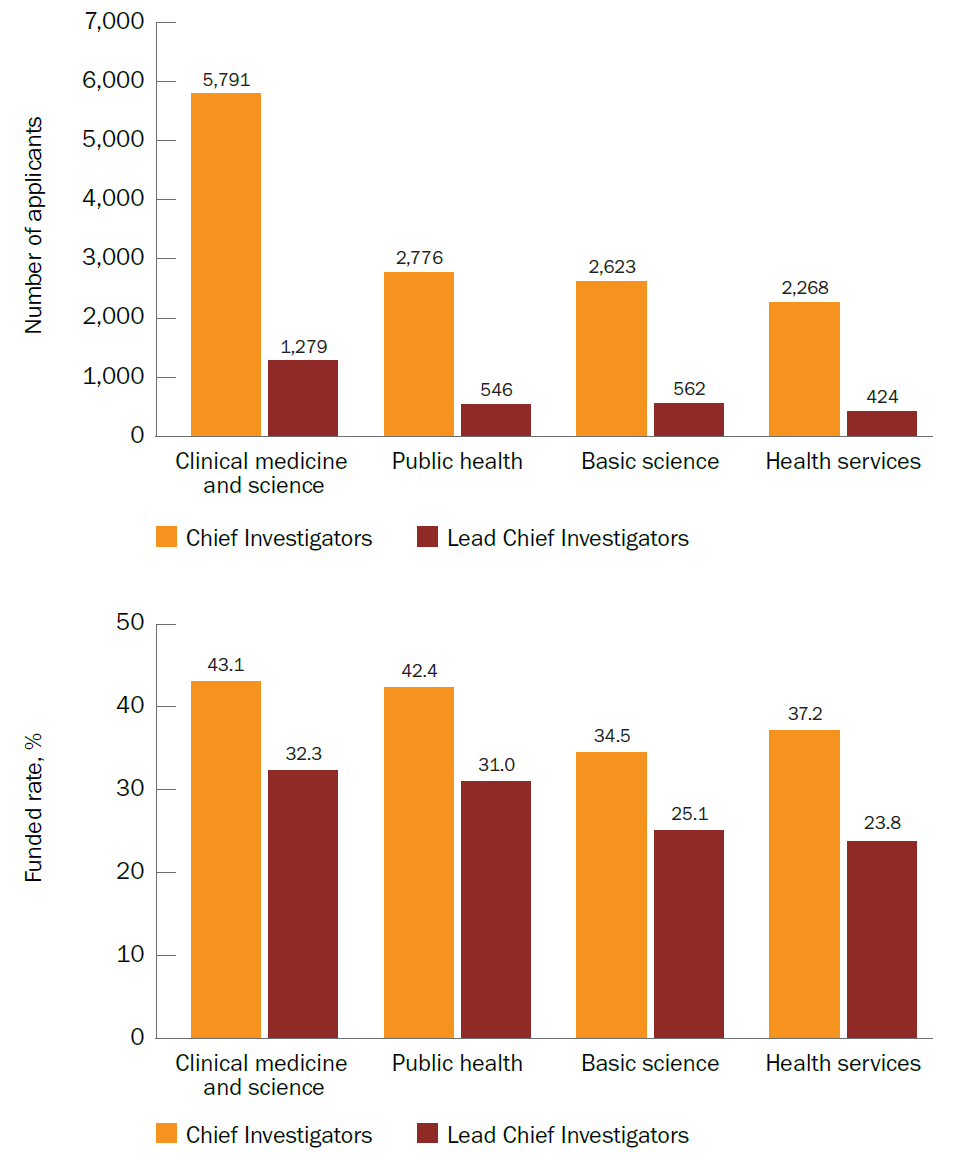 Number of applicants
7,000
6,000
5,000
4,000
3,000
2,000
1,000
0
5,791
1,279
2,776
546
2,623
562
2,268
424
Clinical medicine
and science
Public health
Basic science
Health services
Chief Investigators
Lead Chief Investigators
Funded rate, %
50
40
30
20
10
0
43.1
32.3
42.4
31.0
34.5
25.1
37.2
23.8
Clinical medicine
and science
Public health
Basic science
Health services
Chief Investigators
Lead Chief Investigators